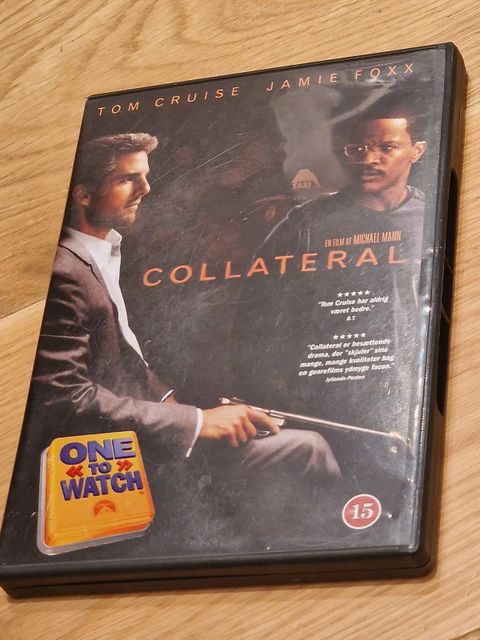 TOM CRUISE JAMIE FOXX
TAXI
EN FILM AF MICHAEL MANN
COLLATERAL
★★★★★
"Tom Cruise har aldrig
været bedre."
B.T.
★★★★★
"Collateral er besættende
drama, der "skjuler" sine
mange, mange kvaliteter bag
en genrefilms ydmyge facon."
Jyllands-Posten
ONE
« TO »
WATCH
15